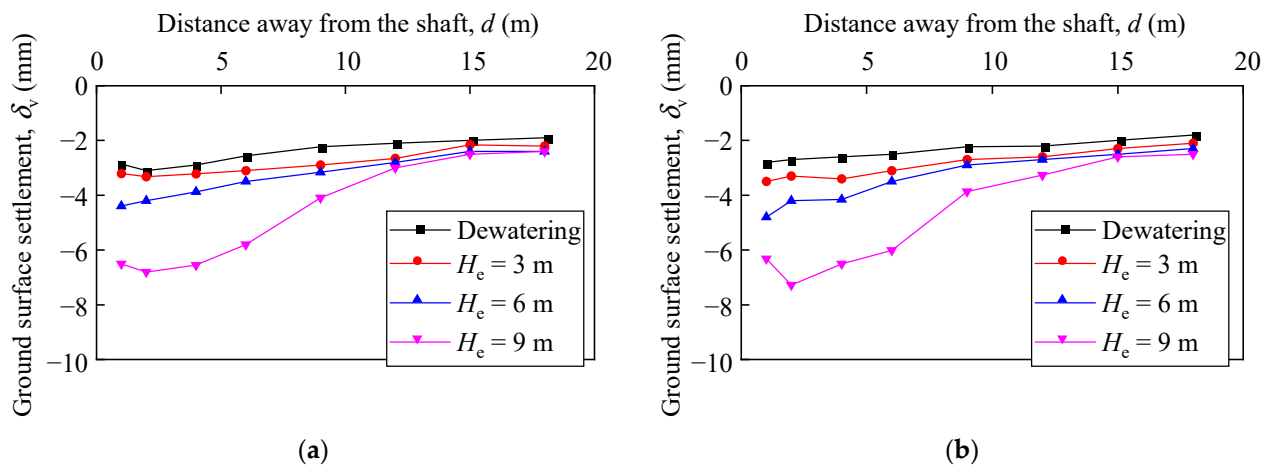 Distance away from the shaft, d (m)
0 5 10 15 20
Ground surface settlement, δv (mm)
0
−2
−4
−6
−8
−10
Dewatering
He = 3 m
He = 6 m
He = 9 m
(a)
Distance away from the shaft, d (m)
0 5 10 15 20
Ground surface settlement, δv (mm)
0
−2
−4
−6
−8
−10
Dewatering
He = 3 m
He = 6 m
He = 9 m
(b)